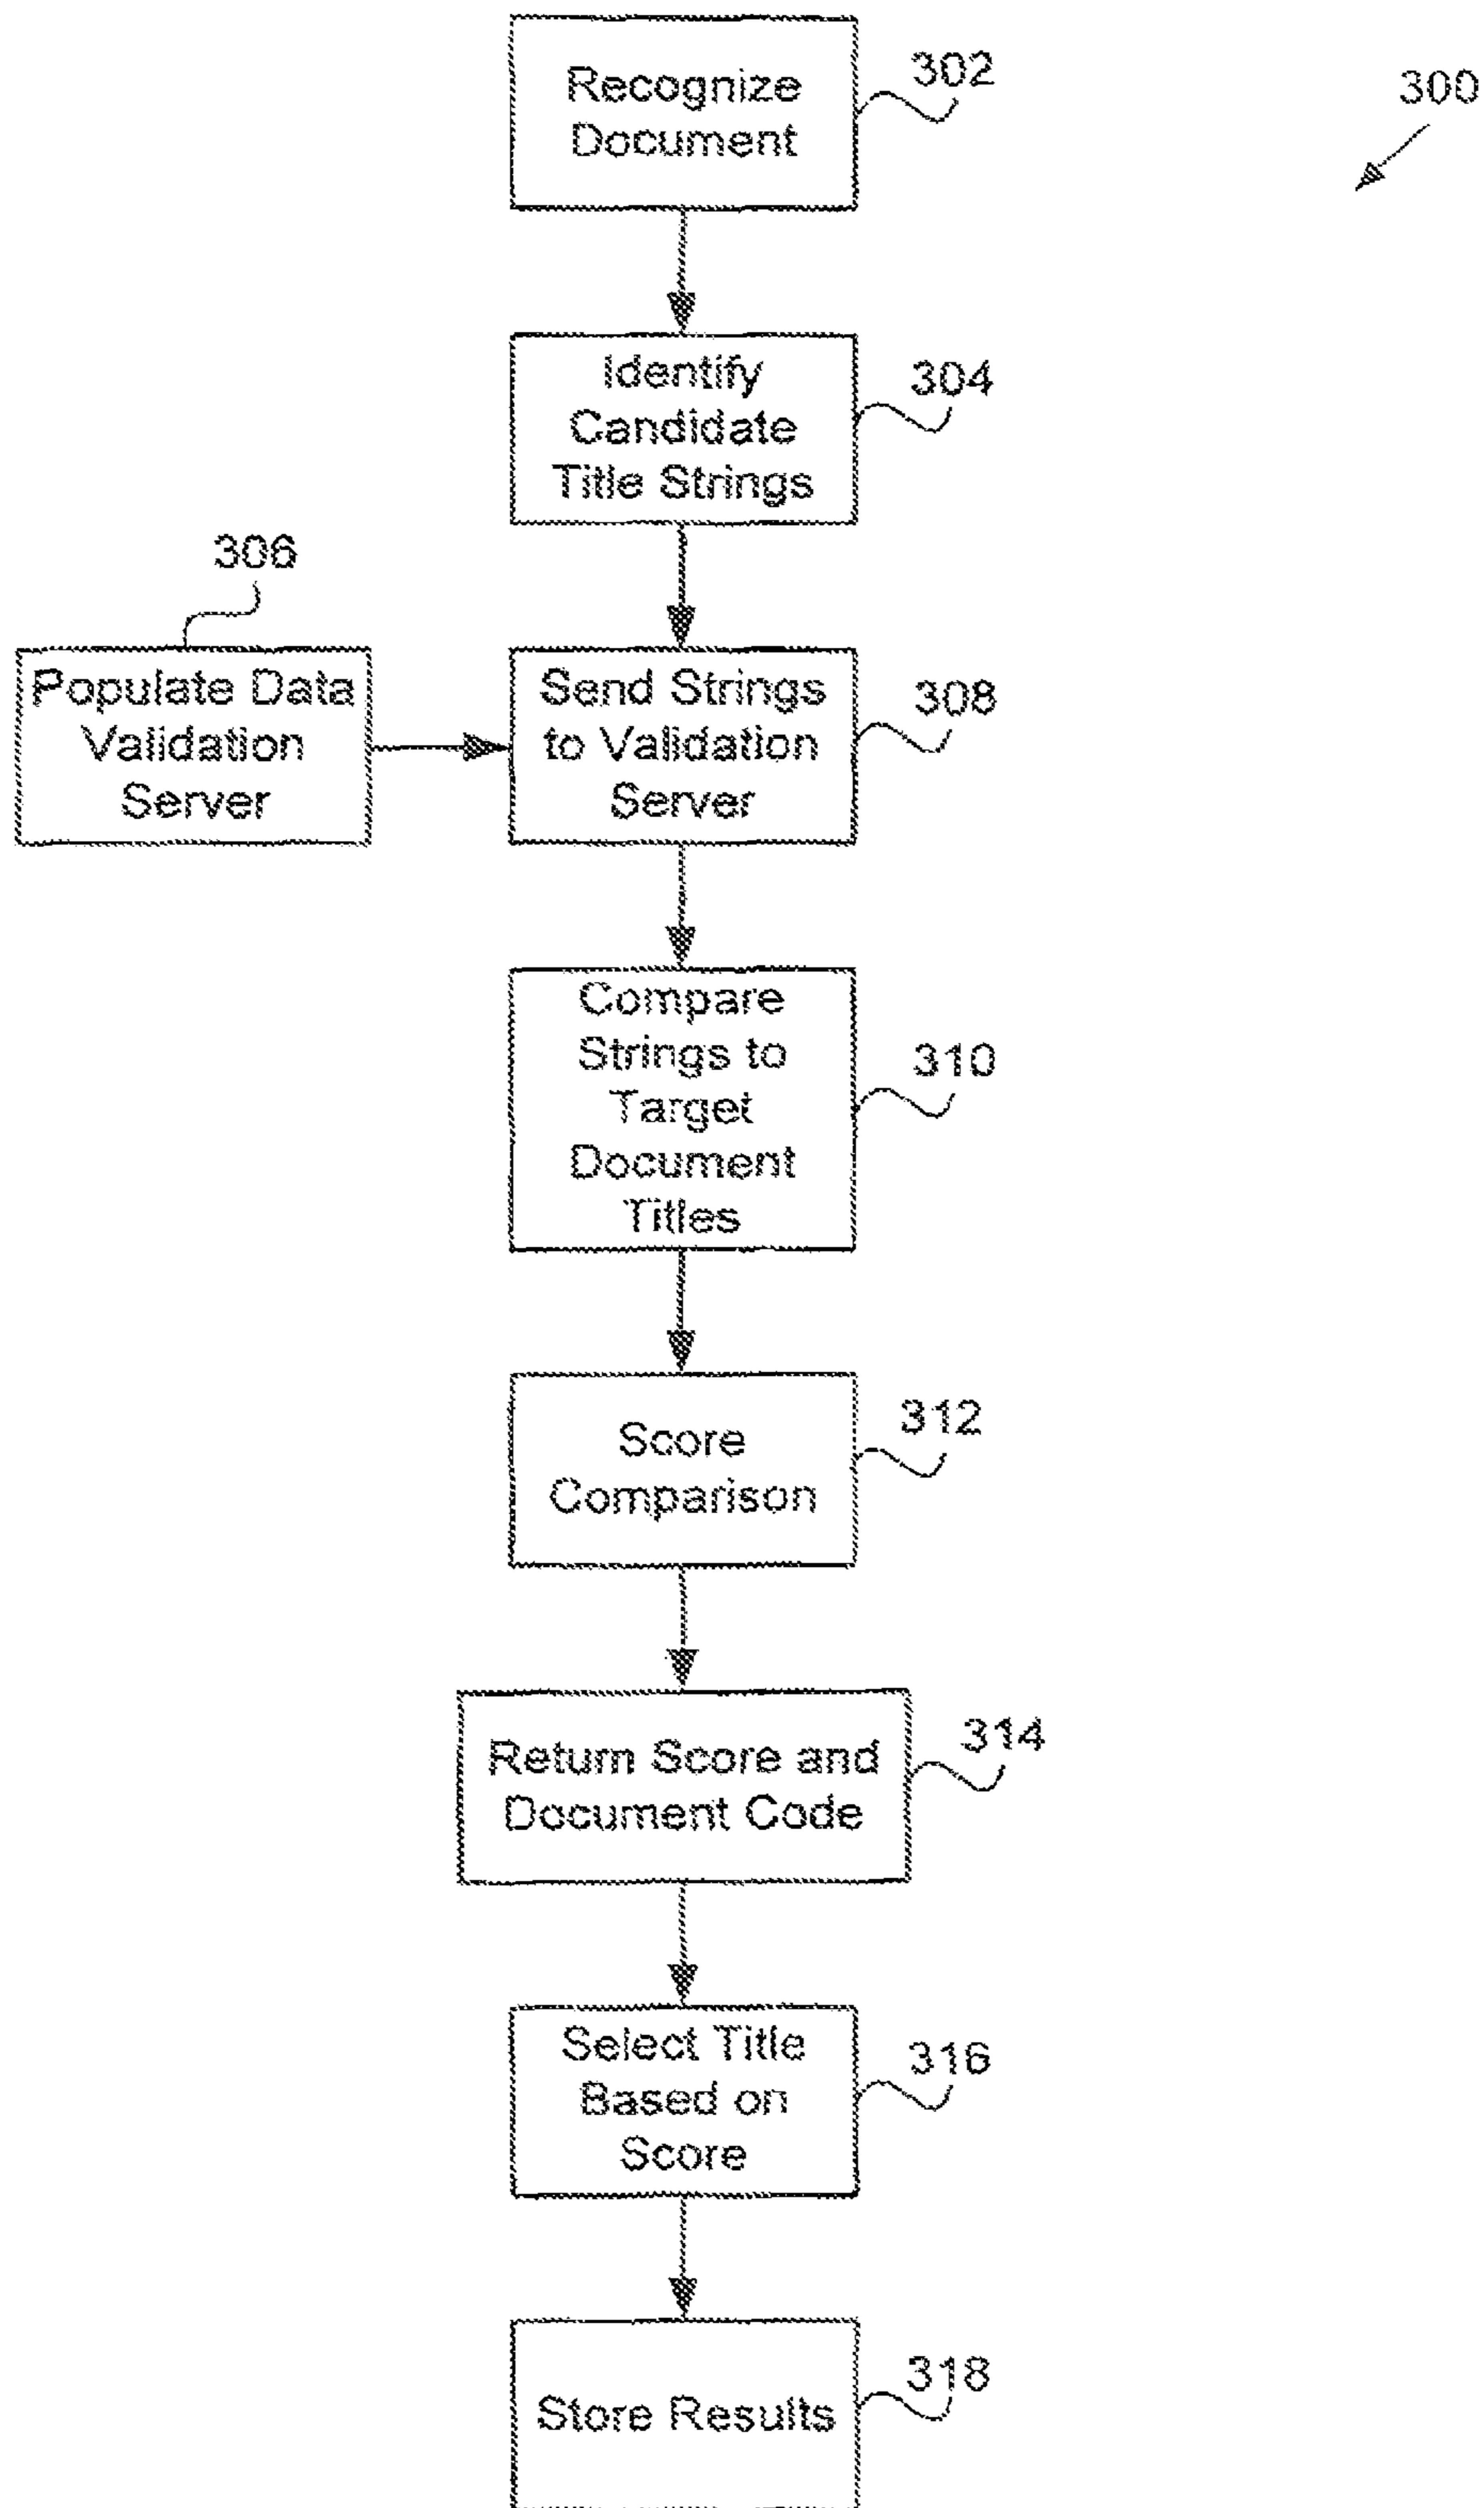 Recognize
Document
302
300
Identify
Candidate
Title Strings
304
306
Populate Data
Validation
Server
Send Strings
to Validation
Server
308
Compare
Strings to
Target
Document
Titles
310
Score
Comparison
312
Return Score and
Document Code
314
Select Title
Based on
Score
316
Store Results
318